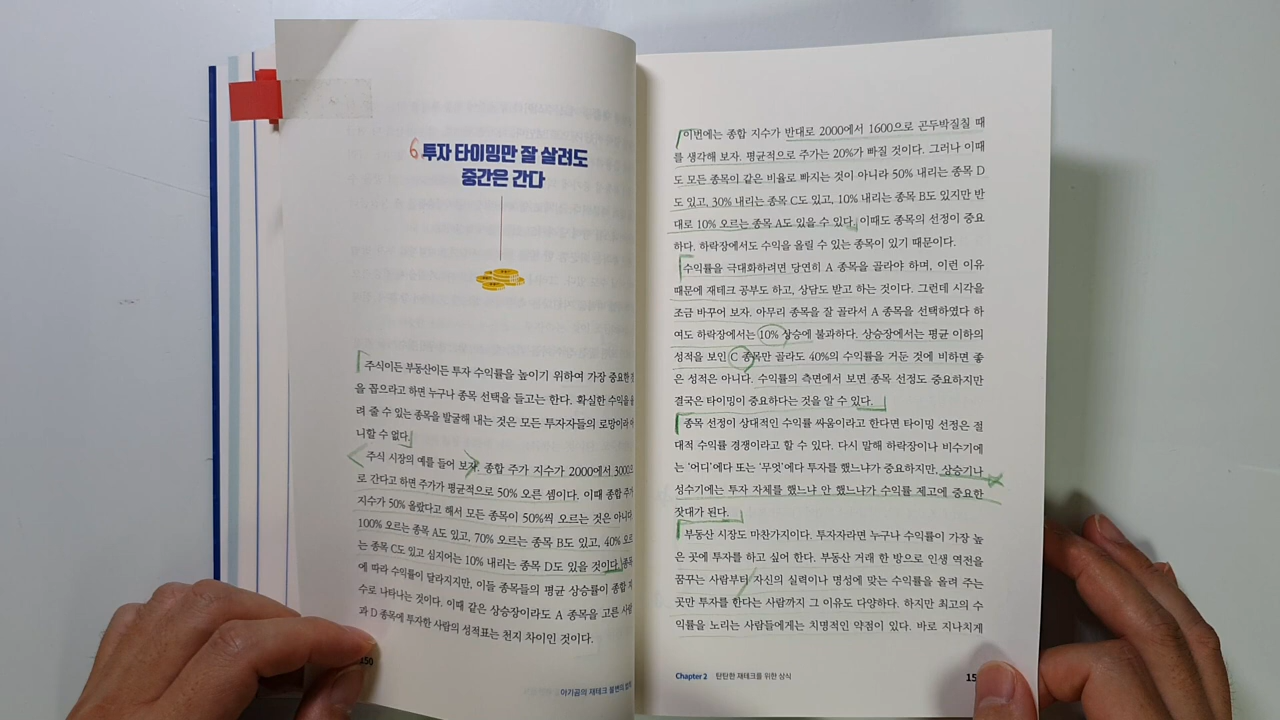 6 투자 타이밍만 잘 살려도
중간은 간다
주식이든 부동산이든 투자 수익률을 높이기 위하여 가장 중요한
을 꼽으라고 하면 누구나 종목 선택을 들고는 한다. 확실한 수익을
려 줄 수 있는 종목을 발굴해 내는 것은 모든 투자자들의 로망이라
니할 수 없다.
주식 시장의 예를 들어 보자. 종합 주가 지수가 2000에서 3000으
로 간다고 하면 주가가 평균적으로 50% 오른 셈이다. 이때 종합 주가
지수가 50% 올랐다고 해서 모든 종목이 50%씩 오르는 것은 아니다.
100% 오르는 종목 A도 있고, 70% 오르는 종목 B도 있고, 40% 오르
는 종목 C도 있고 심지어는 10% 내리는 종목 D도 있을 것이다. 종목
에 따라 수익률이 달라지지만, 이들 종목들의 평균 상승률이 종합 지
수로 나타나는 것이다. 이때 같은 상승장이라도 A 종목을 고른 사람
과 D 종목에 투자한 사람의 성적표는 천지 차이인 것이다.
150
아기곰의 재테크 불변의 법칙
이번에는 종합 지수가 반대로 2000에서 1600으로 곤두박질칠 때
를 생각해 보자. 평균적으로 주가는 20%가 빠질 것이다. 그러나 이때
도 모든 종목이 같은 비율로 빠지는 것이 아니라 50% 내리는 종목 D
도 있고, 30% 내리는 종목 C도 있고, 10% 내리는 종목 B도 있지만 반
대로 10% 오르는 종목 A도 있을 수 있다. 이때도 종목의 선정이 중요
하다. 하락장에서도 수익을 올릴 수 있는 종목이 있기 때문이다.
수익률을 극대화하려면 당연히 A 종목을 골라야 하며, 이런 이유
때문에 재테크 공부도 하고, 상담도 받고 하는 것이다. 그런데 시각을
조금 바꾸어 보자. 아무리 종목을 잘 골라서 A 종목을 선택하였다 하
여도 하락장에서는 10% 상승에 불과하다. 상승장에서는 평균 이하의
성적을 보인 C 종목만 골라도 40%의 수익률을 거둔 것에 비하면 좋
은 성적은 아니다. 수익률의 측면에서 보면 종목 선정도 중요하지만
결국은 타이밍이 중요하다는 것을 알 수 있다.
종목 선정이 상대적인 수익률 싸움이라고 한다면 타이밍 선정은 절
대적 수익률 경쟁이라고 할 수 있다. 다시 말해 하락장이나 비수기에
는 ‘어디’에다 또는 ‘무엇’에다 투자를 했느냐가 중요하지만, 상승기나
성수기에는 투자 자체를 했느냐 안 했느냐가 수익률 제고에 중요한
잣대가 된다.
부동산 시장도 마찬가지이다. 투자자라면 누구나 수익률이 가장 높
은 곳에 투자를 하고 싶어 한다. 부동산 거래 한 방으로 인생 역전을
꿈꾸는 사람부터 자신의 실력이나 명성에 맞는 수익률을 올려 주는
곳만 투자를 한다는 사람까지 그 이유도 다양하다. 하지만 최고의 수
익률을 노리는 사람들에게는 치명적인 약점이 있다. 바로 지나치게
Chapter 2 탄탄한 재테크를 위한 상식